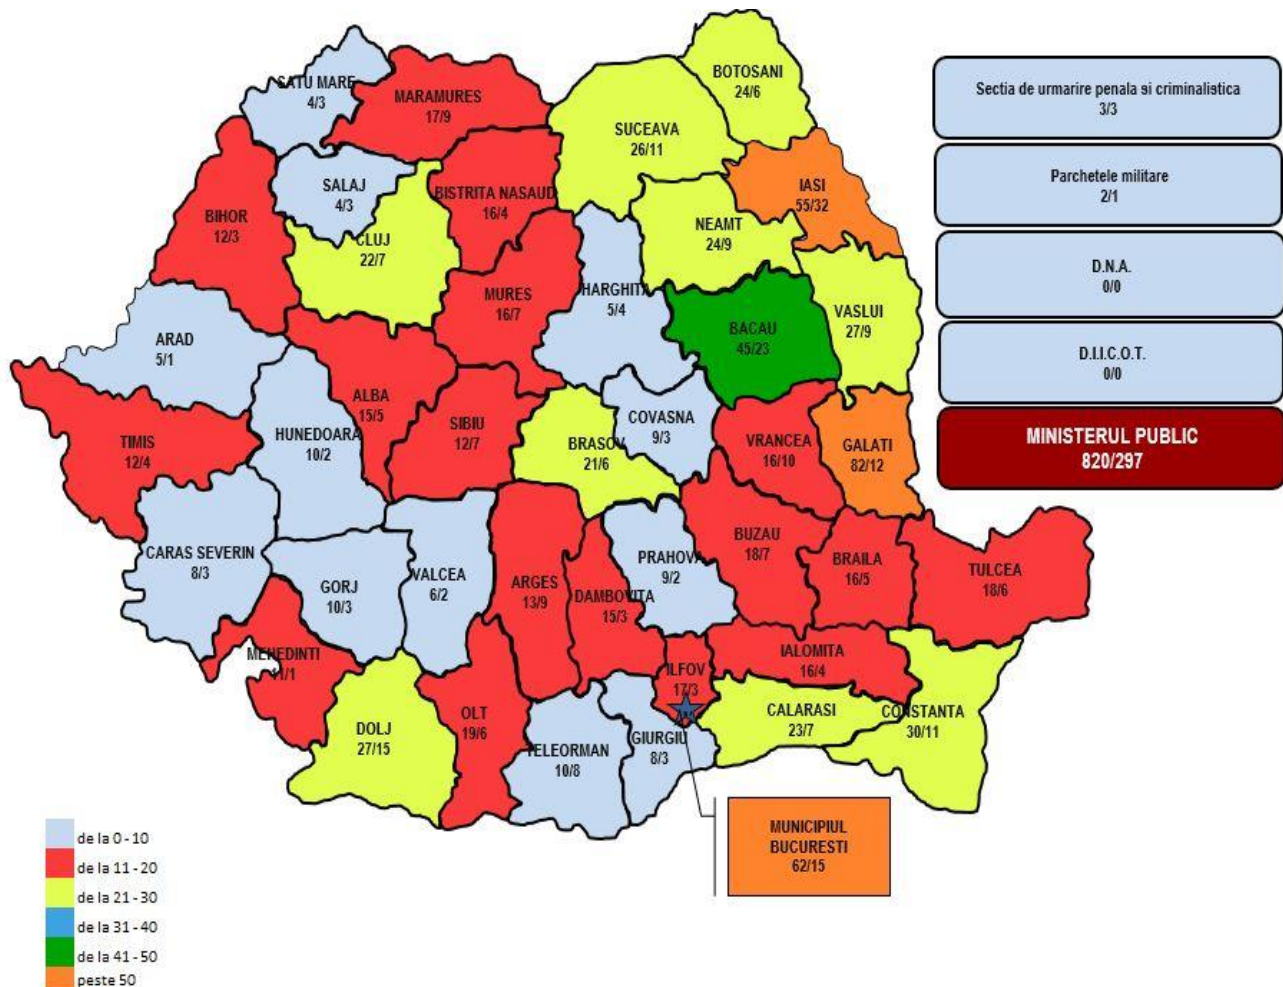 BOTOSANI
24/6
SATU MARE
4/3
MARAMURES
17/9
SUCEAVA
26/11
Sectia de urmarire penala si criminalistica
3/3
SALAJ
4/3
BISTRITA NASAUD
16/4
IASI
55/32
Parchetele militare
2/1
BIHOR
12/3
CLUJ
22/7
NEAMT
24/9
D.N.A.
0/0
MURES
16/7
HARGHITA
5/4
BACAU
45/23
VASLUI
27/9
D.I.I.C.O.T.
0/0
ARAD
5/1
ALBA
15/5
SIBIU
12/7
COVASNA
9/3
HUNEDOARA
10/2
TIMIS
12/4
BRASOV
21/6
VRANCEA
16/10
GALATI
82/12
MINISTERUL PUBLIC
820/297
CARAS SEVERIN
8/3
GORJ
10/3
VALCEA
6/2
ARGES
13/9
DAMBOVITA
15/3
PRAHOVA
9/2
BUZAU
18/7
BRAILA
16/5
TULCEA
18/6
MEHEDINTI
11/1
ILFOV
17/3
IALOMITA
16/4
DOLJ
27/15
OLT
19/6
TELEORMAN
10/8
GIURGIU
8/3
CALARASI
23/7
CONSTANTA
30/11
MUNICIPIUL
BUCURESTI
62/15
de la 0 - 10
de la 11 - 20
de la 21 - 30
de la 31 - 40
de la 41 - 50
peste 50